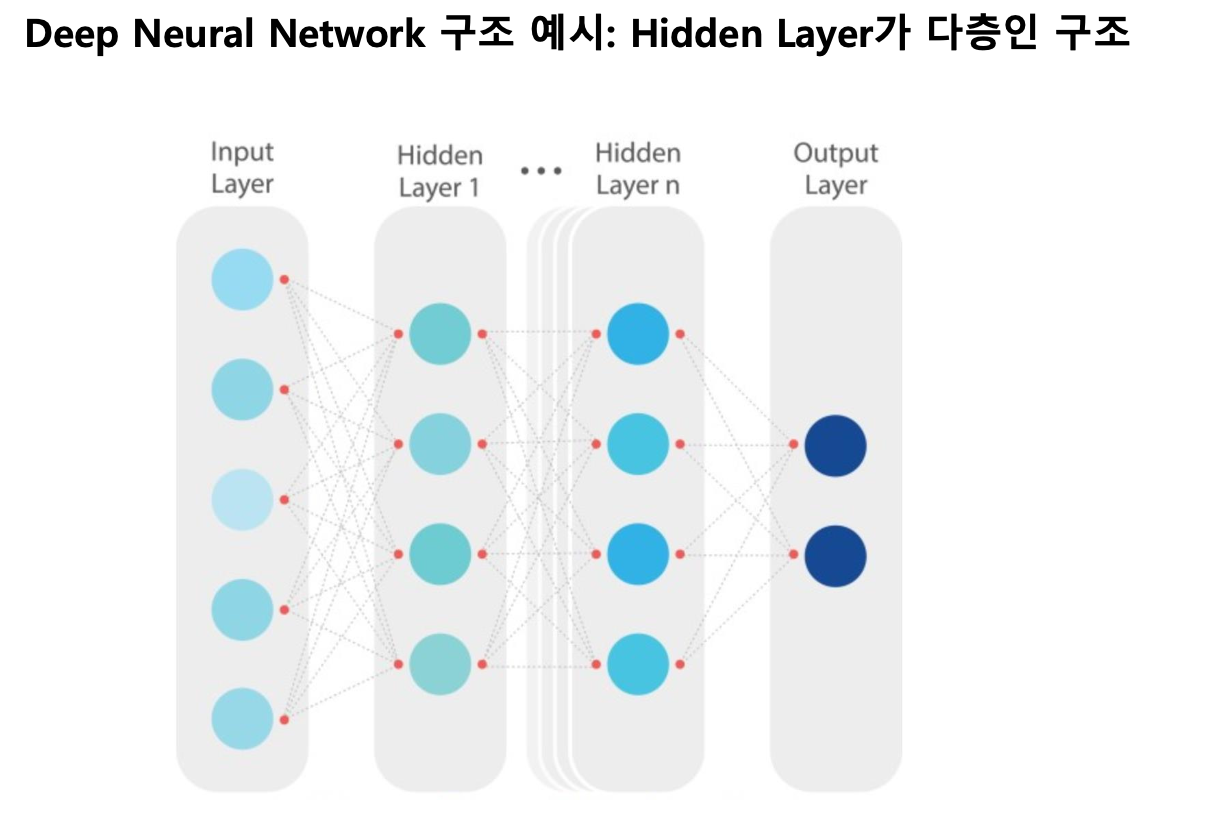 Deep Neural Network 구조 예시: Hidden Layer가 다층인 구조
Input
Layer
Hidden
Layer 1
•••
Hidden
Layer n
Output
Layer